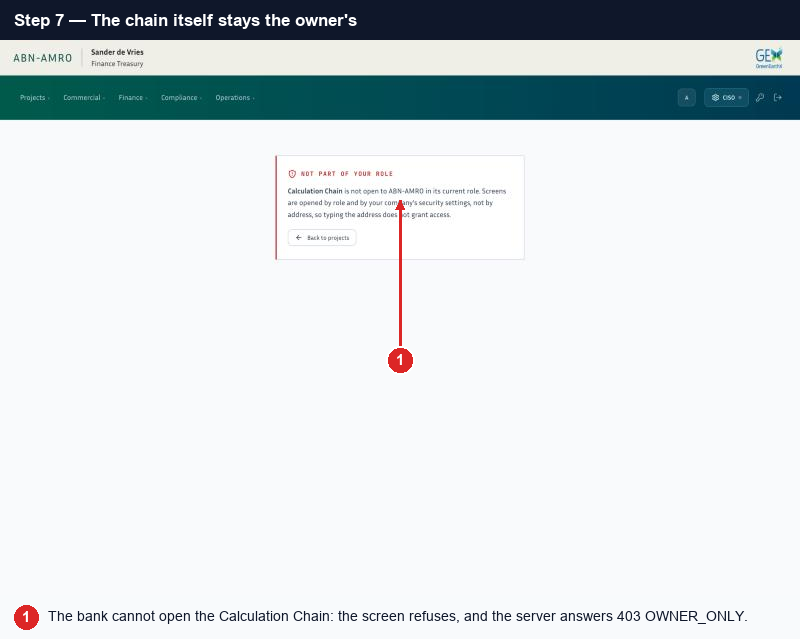 Step 7 — The chain itself stays the owner's
ABN-AMRO
Sander de Vries
Finance Treasury
GEX
GreenEarthX
Projects
Commercial
Finance
Compliance
Operations
A
CISO
NOT PART OF YOUR ROLE
Calculation Chain is not open to ABN-AMRO in its current role. Screens
are opened by role and by your company's security settings, not by
address, so typing the address does not grant access.
Back to projects
1
1 The bank cannot open the Calculation Chain: the screen refuses, and the server answers 403 OWNER_ONLY.